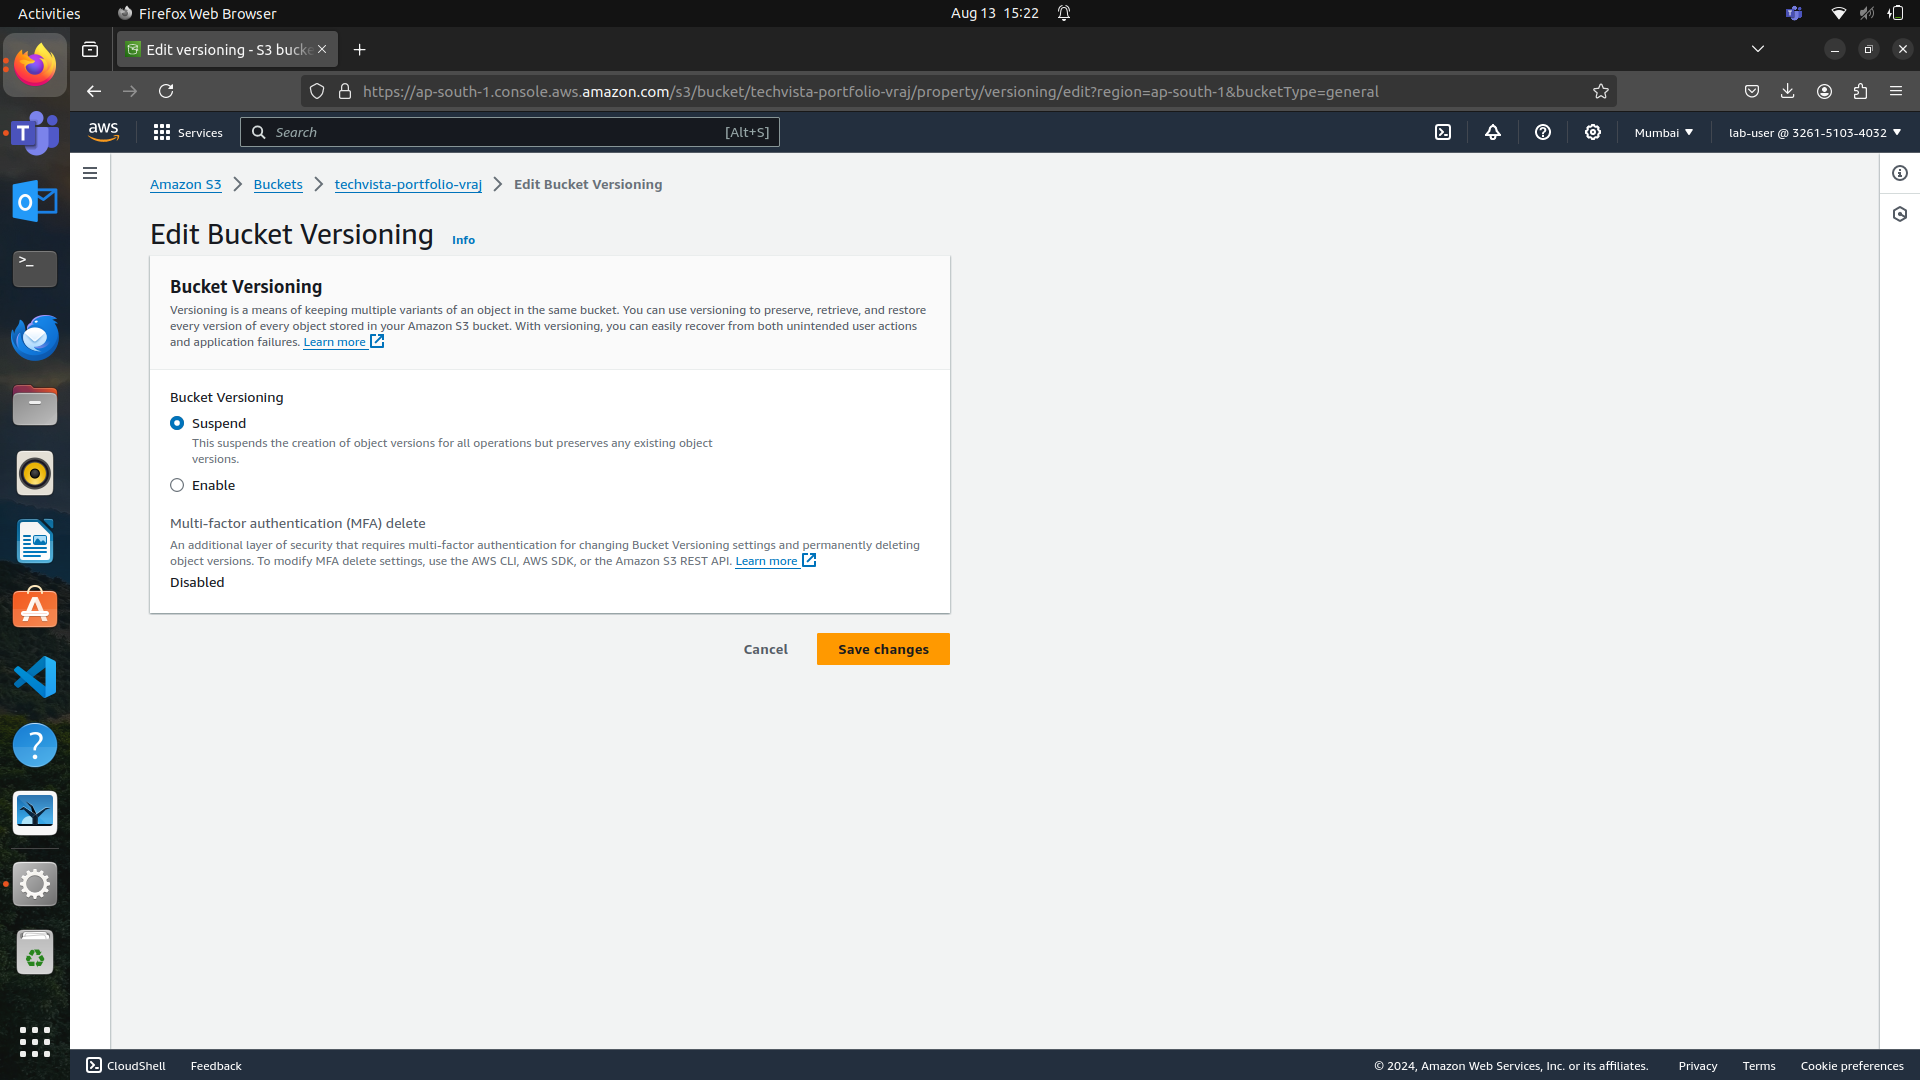 Activities
Firefox Web Browser
Aug 13 15:22
Edit versioning - S3 bucke
https://ap-south-1.console.aws.amazon.com/s3/bucket/techvista-portfolio-vraj/property/versioning/edit?region=ap-south-1&bucketType=general
aws
Services
Search
[Alt+S]
Mumbai
lab-user @ 3261-5103-4032
Amazon S3
Buckets
techvista-portfolio-vraj
Edit Bucket Versioning
Edit Bucket Versioning
Info
Bucket Versioning
Versioning is a means of keeping multiple variants of an object in the same bucket. You can use versioning to preserve, retrieve, and restore
every version of every object stored in your Amazon S3 bucket. With versioning, you can easily recover from both unintended user actions
and application failures. Learn more
Bucket Versioning
Suspend
This suspends the creation of object versions for all operations but preserves any existing object
versions.
Enable
Multi-factor authentication (MFA) delete
An additional layer of security that requires multi-factor authentication for changing Bucket Versioning settings and permanently deleting
object versions. To modify MFA delete settings, use the AWS CLI, AWS SDK, or the Amazon S3 REST API. Learn more
Disabled
Cancel
Save changes
CloudShell
Feedback
© 2024, Amazon Web Services, Inc. or its affiliates.
Privacy
Terms
Cookie preferences